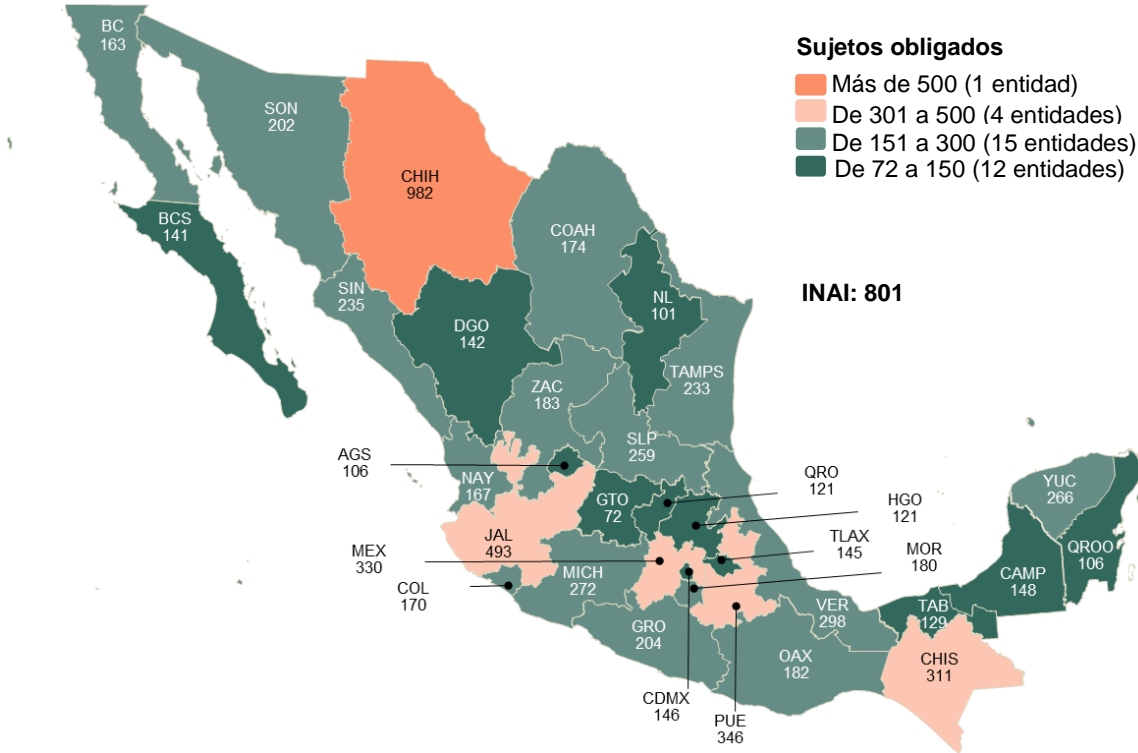 BC
163
SON
202
CHIH
982
Sujetos obligados
Más de 500 (1 entidad)
De 301 a 500 (4 entidades)
De 151 a 300 (15 entidades)
De 72 a 150 (12 entidades)
BCS
141
COAH
174
INAI: 801
SIN
235
NL
101
DGO
142
TAMPS
233
ZAC
183
SLP
259
AGS
106
NAY
167
GTO
72
QRO
121
HGO
121
YUC
266
JAL
493
MEX
330
TLAX
145
MOR
180
QROO
106
COL
170
MICH
272
CAMP
148
VER
298
TAB
129
GRO
204
OAX
182
CHIS
311
CDMX
146
PUE
346